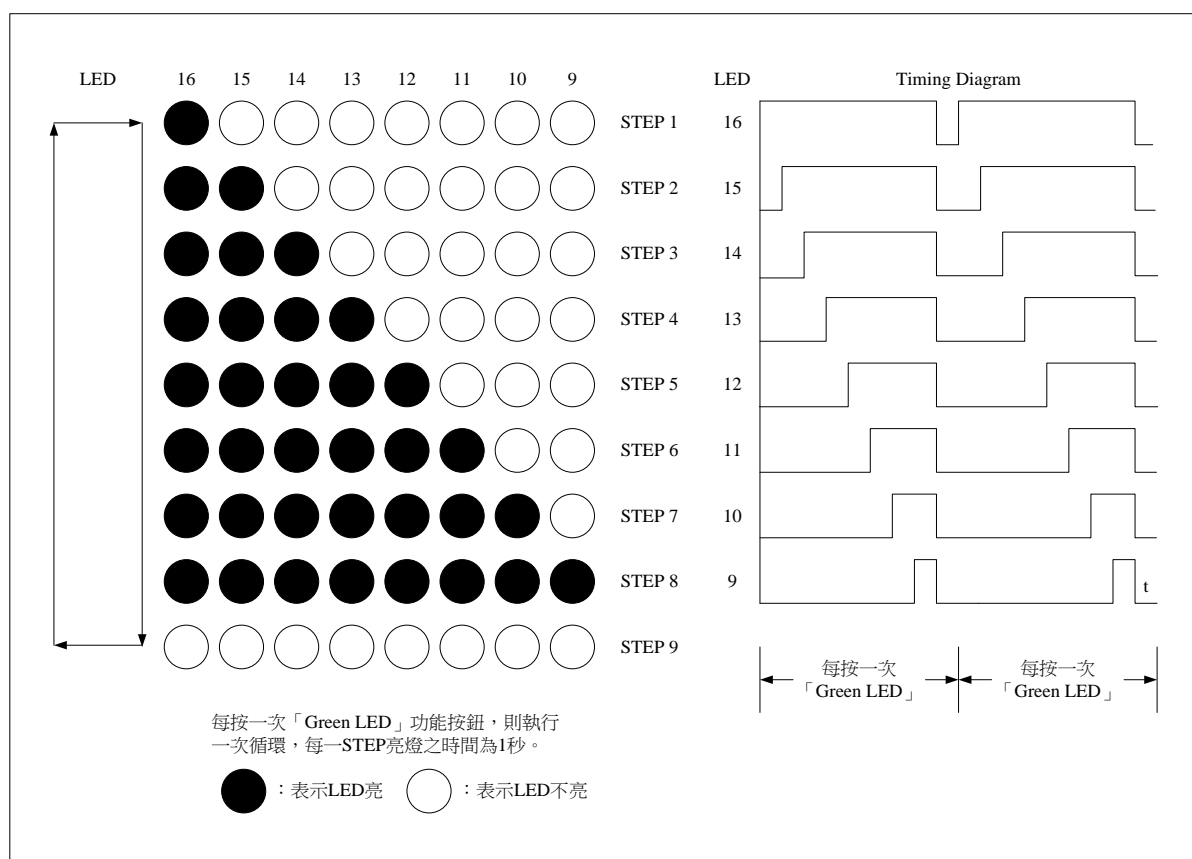 LED 16 15 14 13 12 11 10 9 LED Timing Diagram
STEP 1 16
STEP 2 15
STEP 3 14
STEP 4 13
STEP 5 12
STEP 6 11
STEP 7 10
STEP 8 9 t
STEP 9
每按一次 每按一次
「Green LED」 「Green LED」
每按一次「Green LED」功能按鈕，則執行
一次循環，每一STEP亮燈之時間為1秒。
：表示LED亮 ：表示LED不亮